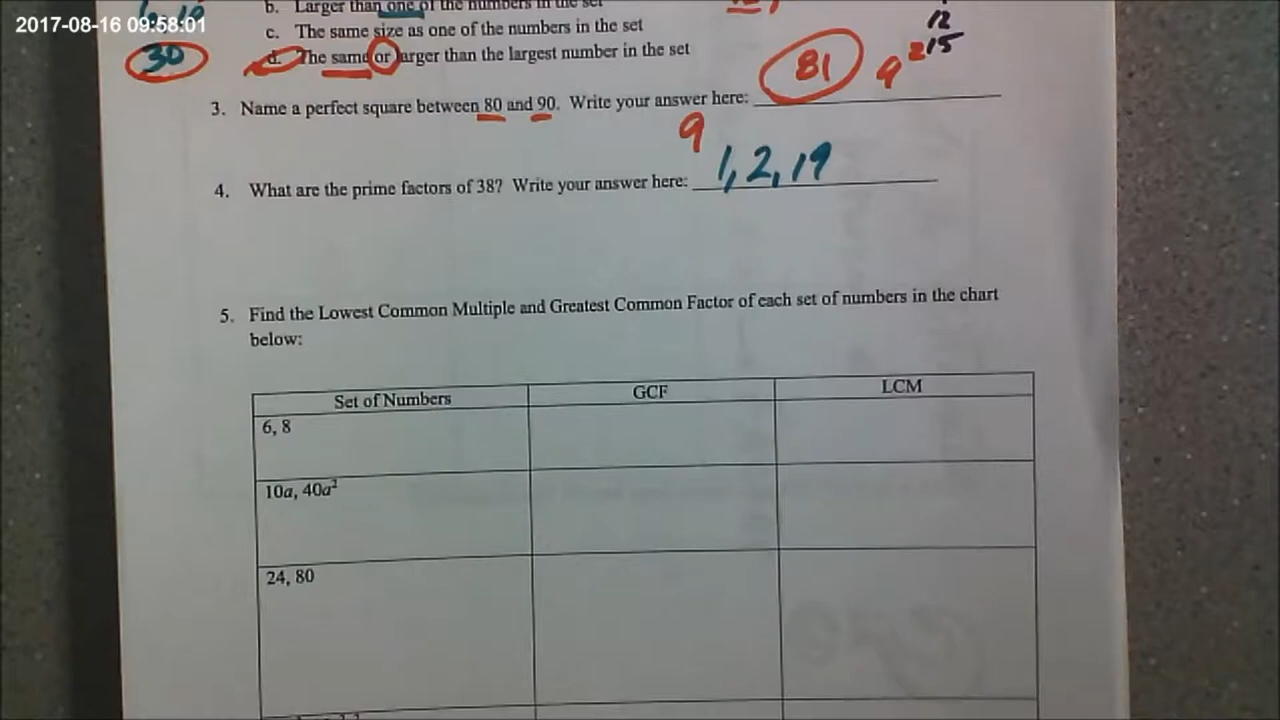 2017-08-16 09:58:01
b. Larger than one of the numbers in the set
12
c. The same size as one of the numbers in the set
15
30
d. The same or larger than the largest number in the set
81
9 2
3. Name a perfect square between 80 and 90. Write your answer here:
9
4. What are the prime factors of 38? Write your answer here: 1, 2, 19
5. Find the Lowest Common Multiple and Greatest Common Factor of each set of numbers in the chart
below:
Set of Numbers GCF LCM
6, 8
10a, 40a²
24, 80